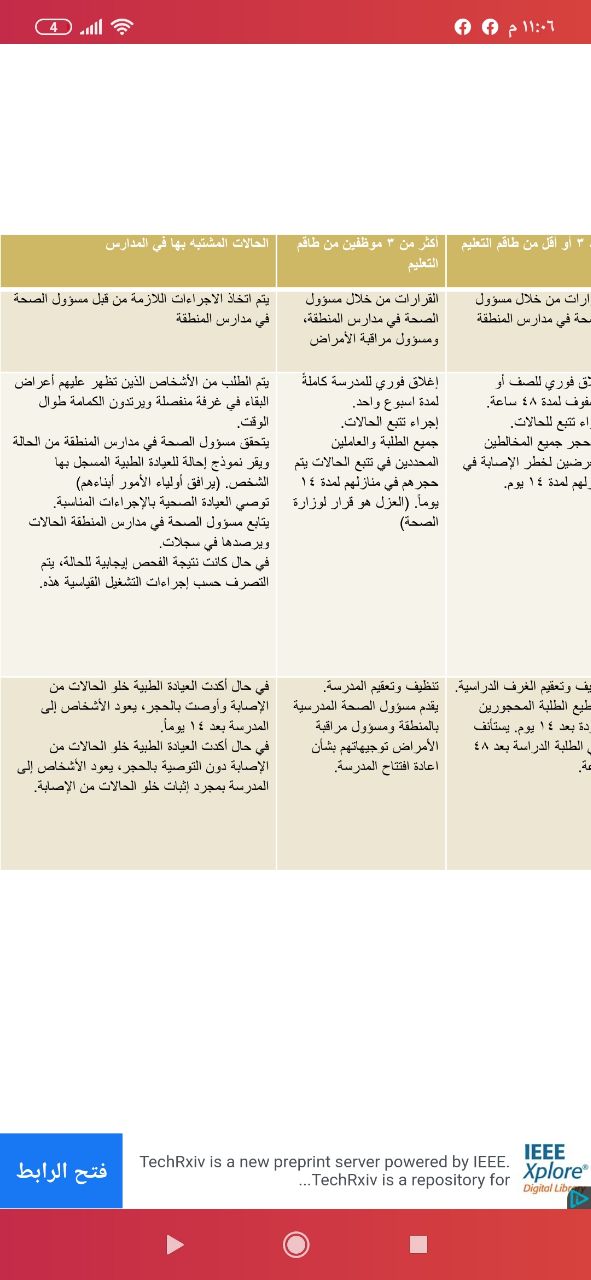 ١١:٠٦ م
4
٣ أو أقل من طاقم التعليم
أكثر من ٣ موظفين من طاقم
التعليم
الحالات المشتبه بها في المدارس
من خلال مسؤول
في مدارس المنطقة
القرارات من خلال مسؤول
الصحة في مدارس المنطقة،
ومسؤول مراقبة الأمراض
يتم اتخاذ الاجراءات اللازمة من قبل مسؤول الصحة
في مدارس المنطقة
فوري للصف أو
لمدة ٤٨ ساعة.
تتبع للحالات.
حجر جميع المخالطين
لخطر الإصابة في
لمدة ١٤ يوم.
إغلاق فوري للمدرسة كاملةً
لمدة اسبوع واحد.
إجراء تتبع الحالات.
جميع الطلبة والعاملين
المحددين في تتبع الحالات يتم
حجرهم في منازلهم لمدة ١٤
يوماً. (العزل هو قرار لوزارة
الصحة)
يتم الطلب من الأشخاص الذين تظهر عليهم أعراض
البقاء في غرفة منفصلة ويرتدون الكمامة طوال
الوقت.
يتحقق مسؤول الصحة في مدارس المنطقة من الحالة
ويقر نموذج إحالة للعيادة الطبية المسجل بها
الشخص. (يرافق أولياء الأمور أبناءهم)
توصي العيادة الصحية بالإجراءات المناسبة.
يتابع مسؤول الصحة في مدارس المنطقة الحالات
ويرصدها في سجلات.
في حال كانت نتيجة الفحص إيجابية للحالة، يتم
التصرف حسب إجراءات التشغيل القياسية هذه.
وتعقيم الغرف الدراسية.
الطلبة المحجورين
بعد ١٤ يوم. يستأنف
الطلبة الدراسة بعد ٤٨
تنظيف وتعقيم المدرسة.
يقدم مسؤول الصحة المدرسية
بالمنطقة ومسؤول مراقبة
الأمراض توجيهاتهم بشأن
اعادة افتتاح المدرسة.
في حال أكدت العيادة الطبية خلو الحالات من
الإصابة وأوصت بالحجر، يعود الأشخاص إلى
المدرسة بعد ١٤ يوماً.
في حال أكدت العيادة الطبية خلو الحالات من
الإصابة دون التوصية بالحجر، يعود الأشخاص إلى
المدرسة بمجرد إثبات خلو الحالات من الإصابة.
TechRxiv is a new preprint server powered by IEEE.
...TechRxiv is a repository for
IEEE
Xplore®
Digital Library
فتح الرابط